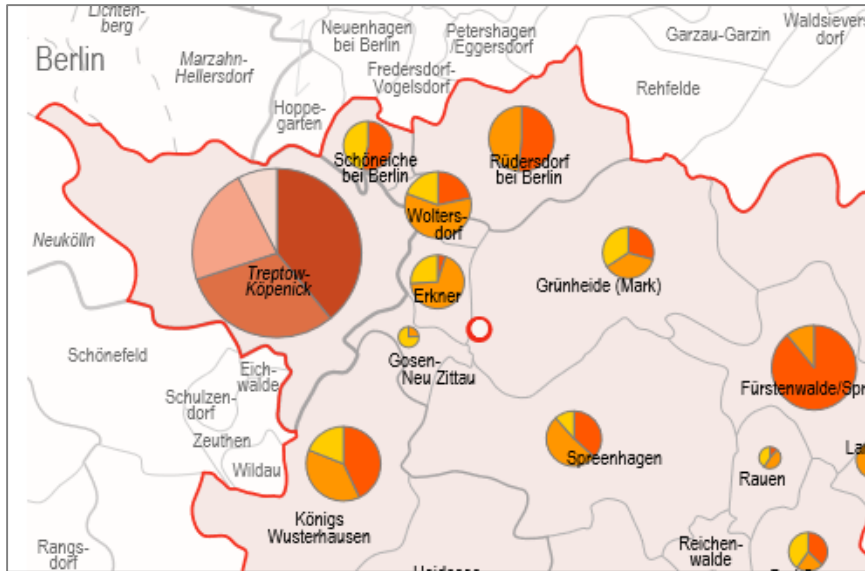 Lichten-
berg
Berlin
Marzahn-
Hellersdorf
Neuenhagen
bei Berlin
Petershagen
/Eggersdorf
Garzau-Garzin
Waldsievers-
dorf
Fredersdorf-
Vogelsdorf
Rehfelde
Hoppe-
garten
Schöneiche
bei Berlin
Rüdersdorf
bei Berlin
Woltersdorf
Neukölln
Treptow-
Köpenick
Erkner
Grünheide (Mark)
Schönefeld
Eich-
walde
Gosen-
Neu Zittau
Fürstenwalde/Spr
Schulzen-
dorf
Zeuthen
Wildau
Spreenhagen
Rauen
Königs
Wusterhausen
Rangs-
dorf
Reichen-
walde